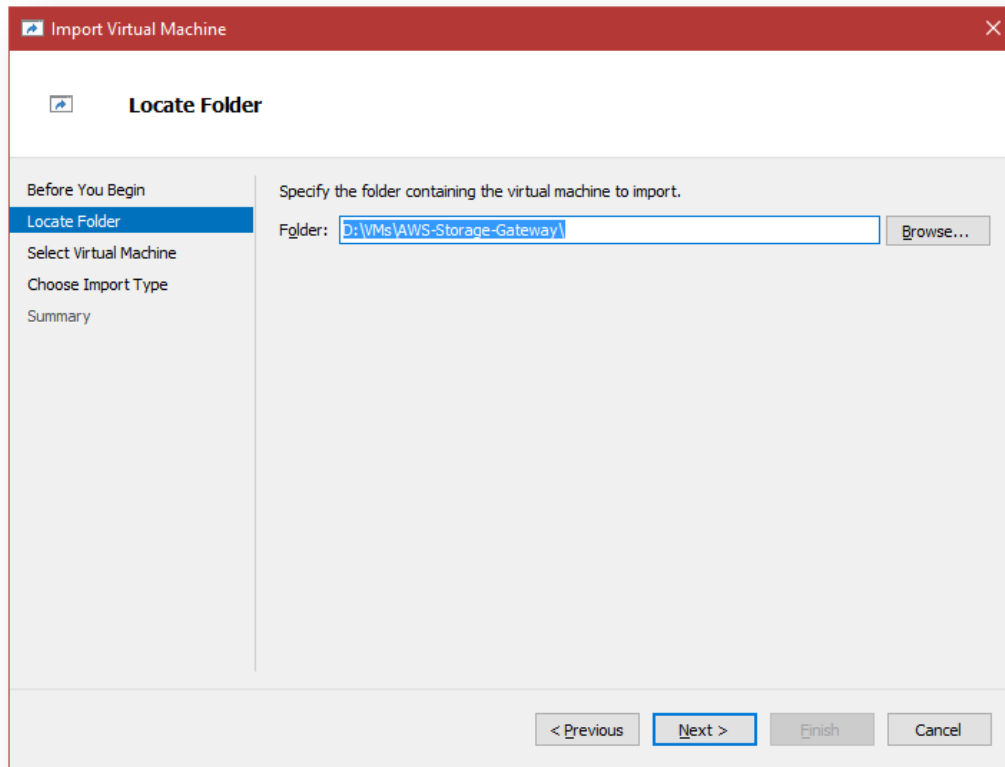 Import Virtual Machine
Locate Folder
Before You Begin
Locate Folder
Select Virtual Machine
Choose Import Type
Summary
Specify the folder containing the virtual machine to import.
Folder: D:\VMs\AWS-Storage-Gateway\ Browse...
< Previous Next > Finish Cancel